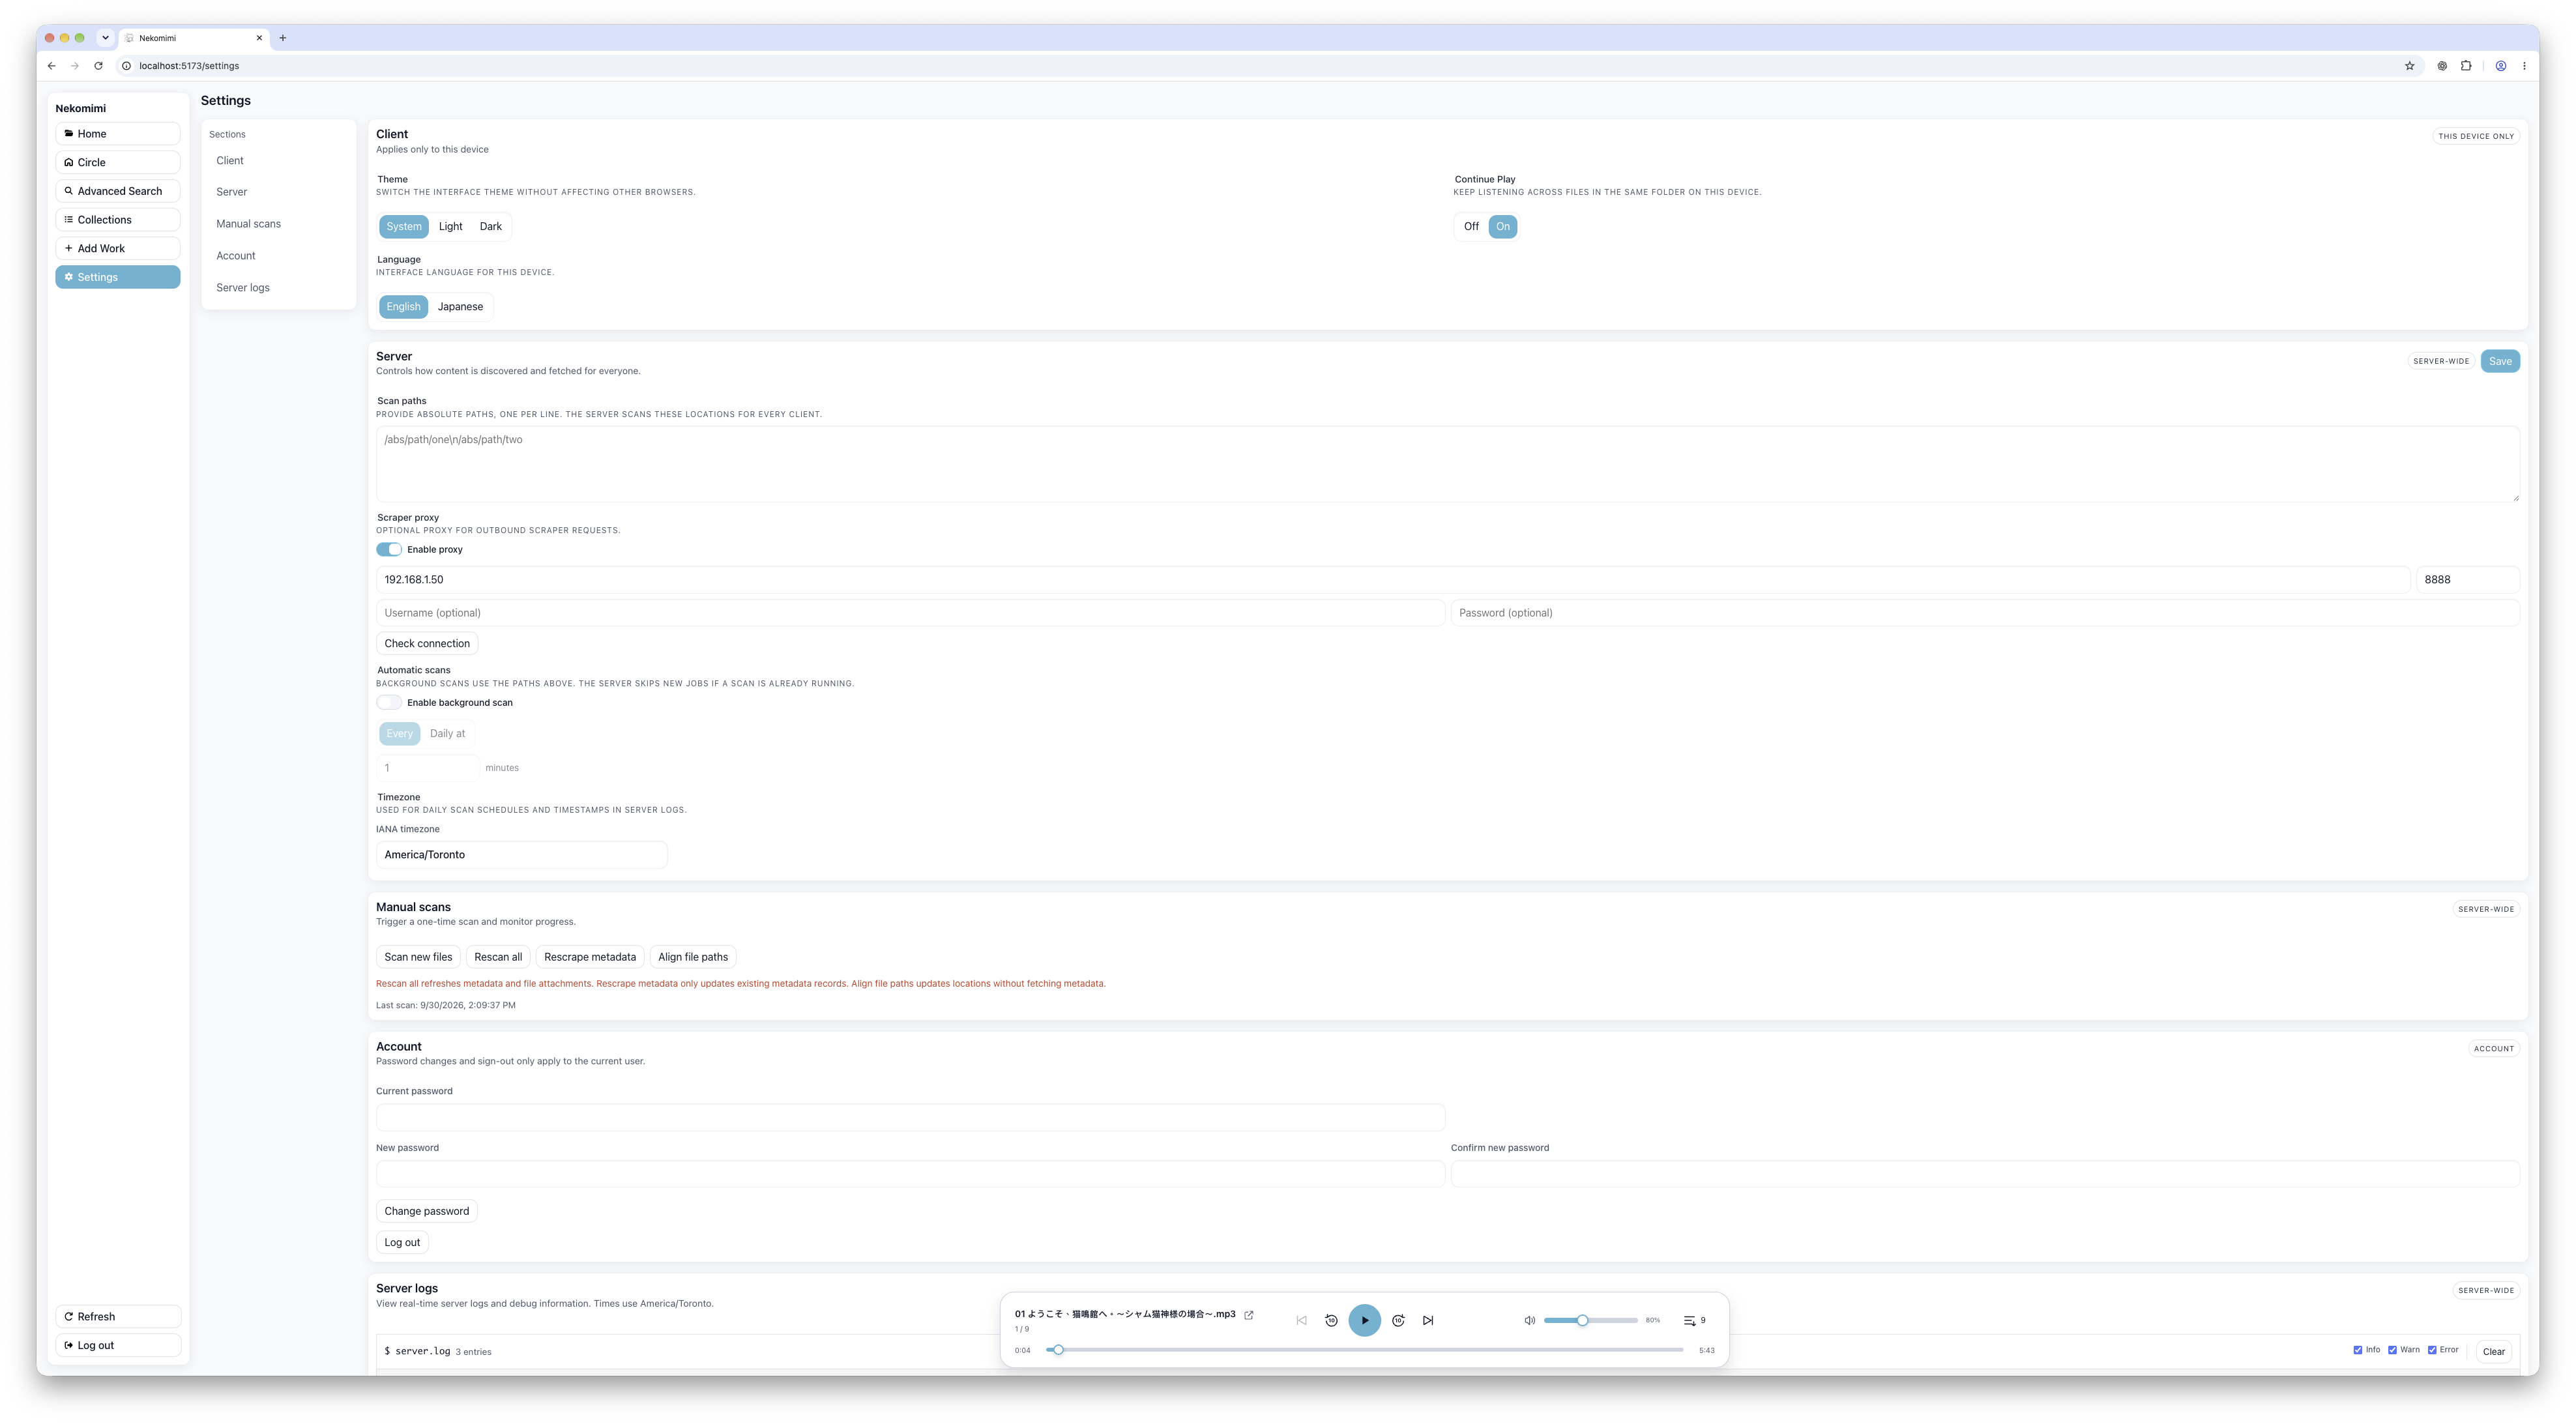 Nekomimi
localhost:5173/settings
Nekomimi
Home
Circle
Advanced Search
Collections
Add Work
Settings
Refresh
Log out
Settings
Sections
Client
Server
Manual scans
Account
Server logs
Client
THIS DEVICE ONLY
Applies only to this device
Theme
SWITCH THE INTERFACE THEME WITHOUT AFFECTING OTHER BROWSERS.
System Light Dark
Continue Play
KEEP LISTENING ACROSS FILES IN THE SAME FOLDER ON THIS DEVICE.
Off On
Language
INTERFACE LANGUAGE FOR THIS DEVICE.
English Japanese
Server
SERVER-WIDE Save
Controls how content is discovered and fetched for everyone.
Scan paths
PROVIDE ABSOLUTE PATHS, ONE PER LINE. THE SERVER SCANS THESE LOCATIONS FOR EVERY CLIENT.
/abs/path/one\n/abs/path/two
Scraper proxy
OPTIONAL PROXY FOR OUTBOUND SCRAPER REQUESTS.
Enable proxy
192.168.1.50 8888
Username (optional) Password (optional)
Check connection
Automatic scans
BACKGROUND SCANS USE THE PATHS ABOVE. THE SERVER SKIPS NEW JOBS IF A SCAN IS ALREADY RUNNING.
Enable background scan
Every Daily at
1 minutes
Timezone
USED FOR DAILY SCAN SCHEDULES AND TIMESTAMPS IN SERVER LOGS.
IANA timezone
America/Toronto
Manual scans
SERVER-WIDE
Trigger a one-time scan and monitor progress.
Scan new files Rescan all Rescrape metadata Align file paths
Rescan all refreshes metadata and file attachments. Rescrape metadata only updates existing metadata records. Align file paths updates locations without fetching metadata.
Last scan: 9/30/2026, 2:09:37 PM
Account
ACCOUNT
Password changes and sign-out only apply to the current user.
Current password
New password Confirm new password
Change password
Log out
Server logs
SERVER-WIDE
View real-time server logs and debug information. Times use America/Toronto.
$ server.log 3 entries
Info Warn Error Clear
01 ようこそ、猫鳴館へ。～シャム猫神様の場合～.mp3
1 / 9
10 10
80% 9
0:04 5:43